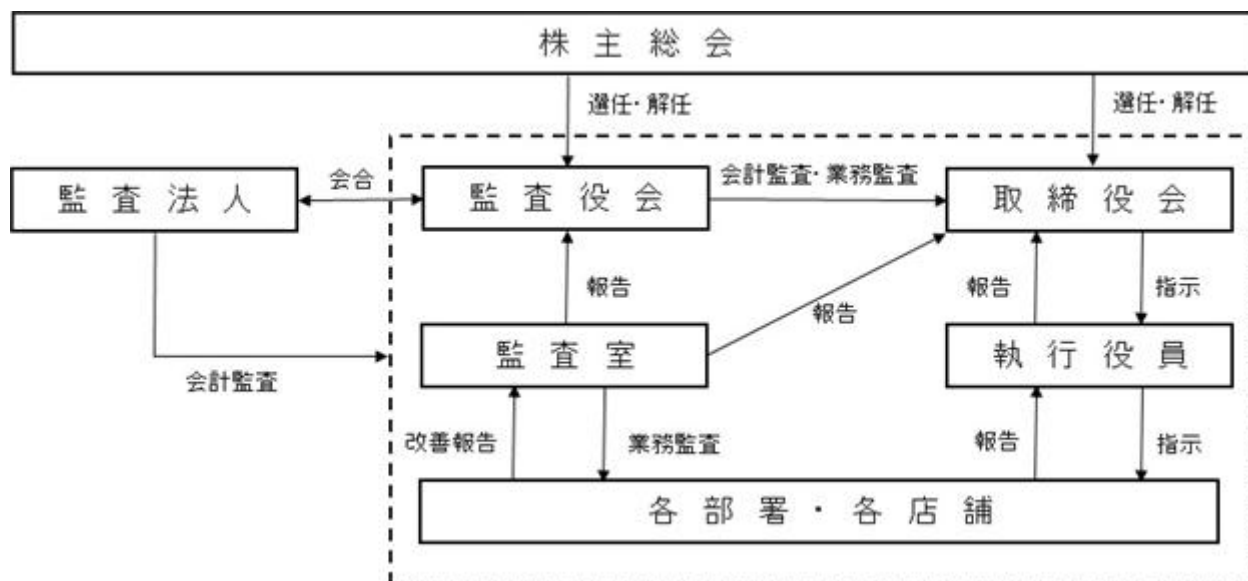 株主総会
選任・解任
選任・解任
監査法人
会合
監査役会
会計監査・業務監査
取締役会
報告
報告
報告
指示
監査室
執行役員
会計監査
改善報告
業務監査
報告
指示
各部署・各店舗